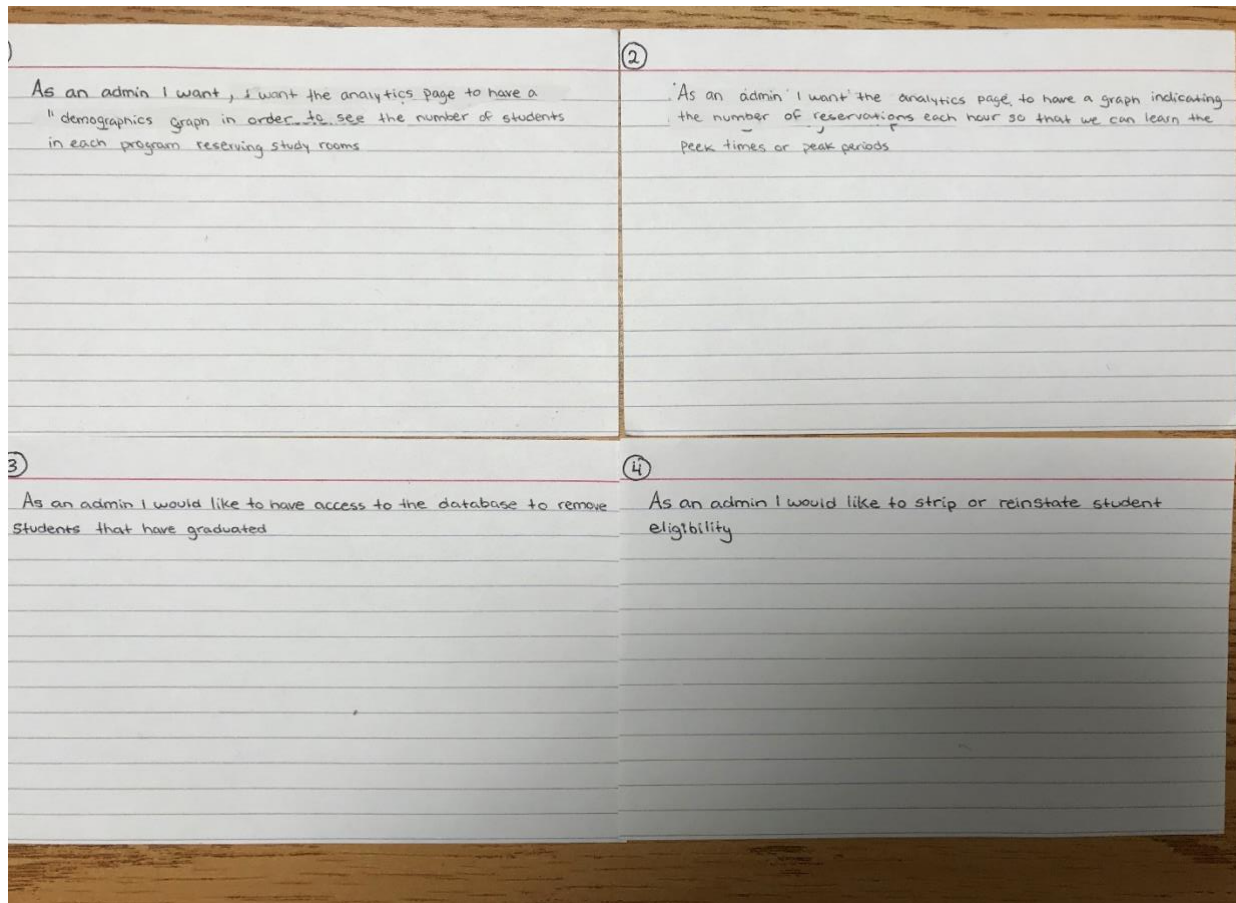 )
As an admin I want, I want the analytics page to have a
" demographics graph in order to see the number of students
in each program reserving study rooms
②
As an admin I want the analytics page, to have a graph indicating
the number of reservations each hour so that we can learn the
peek times or peak periods
3
As an admin I would like to have access to the database to remove
students that have graduated
④
As an admin I would like to strip or reinstate student
eligibility